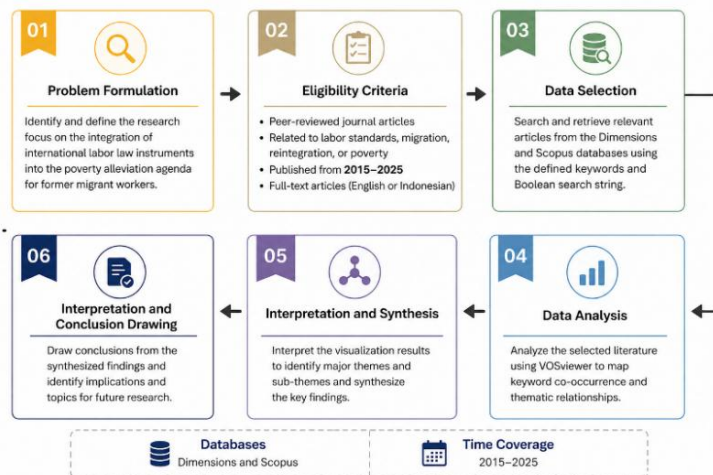 01
Problem Formulation
Identify and define the research
focus on the integration of
international labor law instruments
into the poverty alleviation agenda
for former migrant workers.
02
Eligibility Criteria
• Peer-reviewed journal articles
• Related to labor standards, migration,
reintegration, or poverty
• Published from 2015–2025
• Full-text articles (English or Indonesian)
03
Data Selection
Search and retrieve relevant
articles from the Dimensions
and Scopus databases using
the defined keywords and
Boolean search string.
04
Data Analysis
Analyze the selected literature
using VOSviewer to map
keyword co-occurrence and
thematic relationships.
05
Interpretation and Synthesis
Interpret the visualization results
to identify major themes and
sub-themes and synthesize
the key findings.
06
Interpretation and
Conclusion Drawing
Draw conclusions from the
synthesized findings and
identify implications and
topics for future research.
Databases
Dimensions and Scopus
Time Coverage
2015–2025